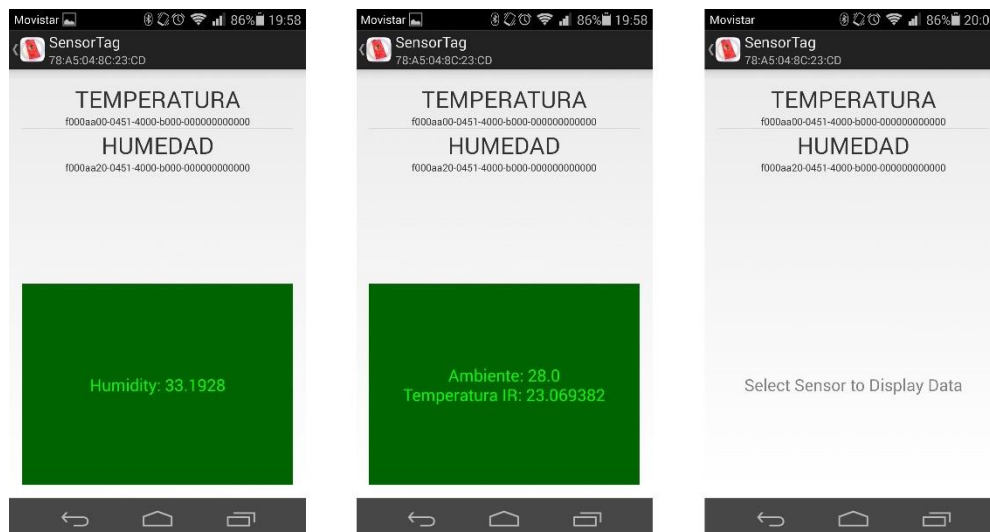 Movistar 86% 19:58
SensorTag
78:A5:04:8C:23:CD
TEMPERATURA
f000aa00-0451-4000-b000-000000000000
HUMEDAD
f000aa20-0451-4000-b000-000000000000
Humidity: 33.1928
Movistar 86% 19:58
SensorTag
78:A5:04:8C:23:CD
TEMPERATURA
f000aa00-0451-4000-b000-000000000000
HUMEDAD
f000aa20-0451-4000-b000-000000000000
Ambiente: 28.0
Temperatura IR: 23.069382
Movistar 86%
SensorTag
78:A5:04:8C:23:CD
TEMPERATURA
f000aa00-0451-4000-b000-000000000000
HUMEDAD
f000aa20-0451-4000-b000-000000000000
Select Sensor to Display Data